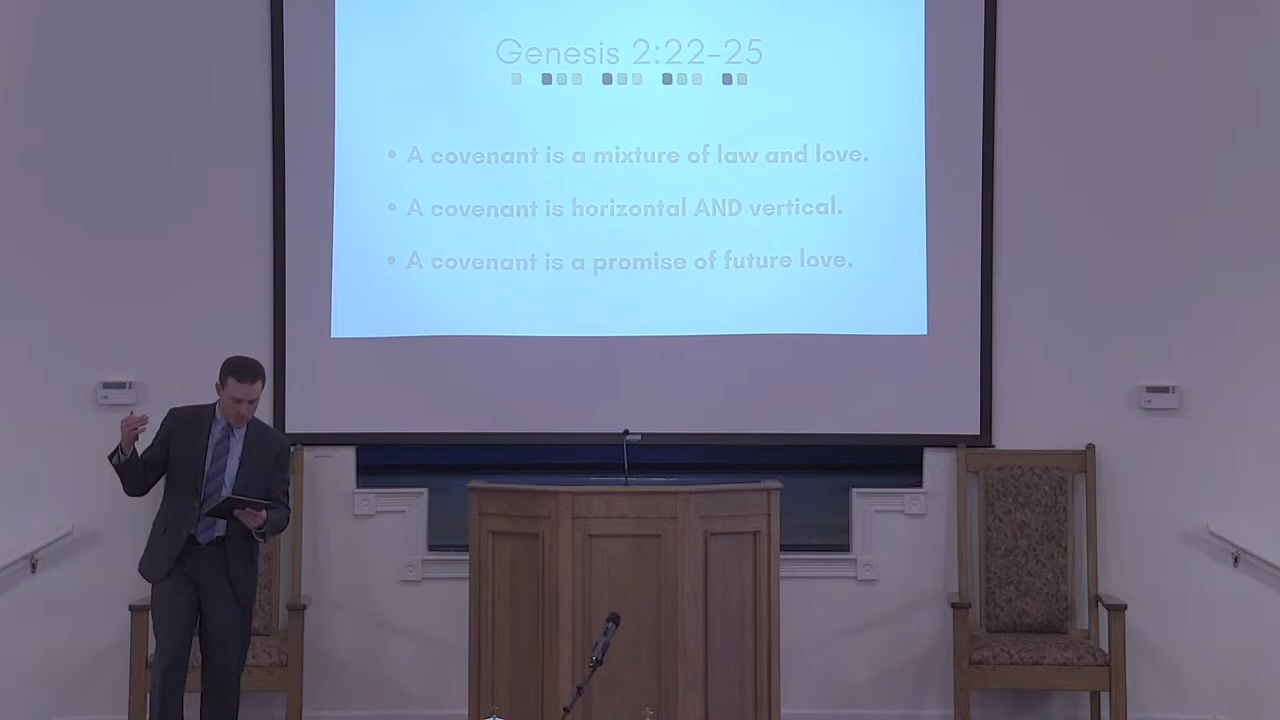 Genesis 2:22-25
• A covenant is a mixture of law and love.
• A covenant is horizontal AND vertical.
• A covenant is a promise of future love.